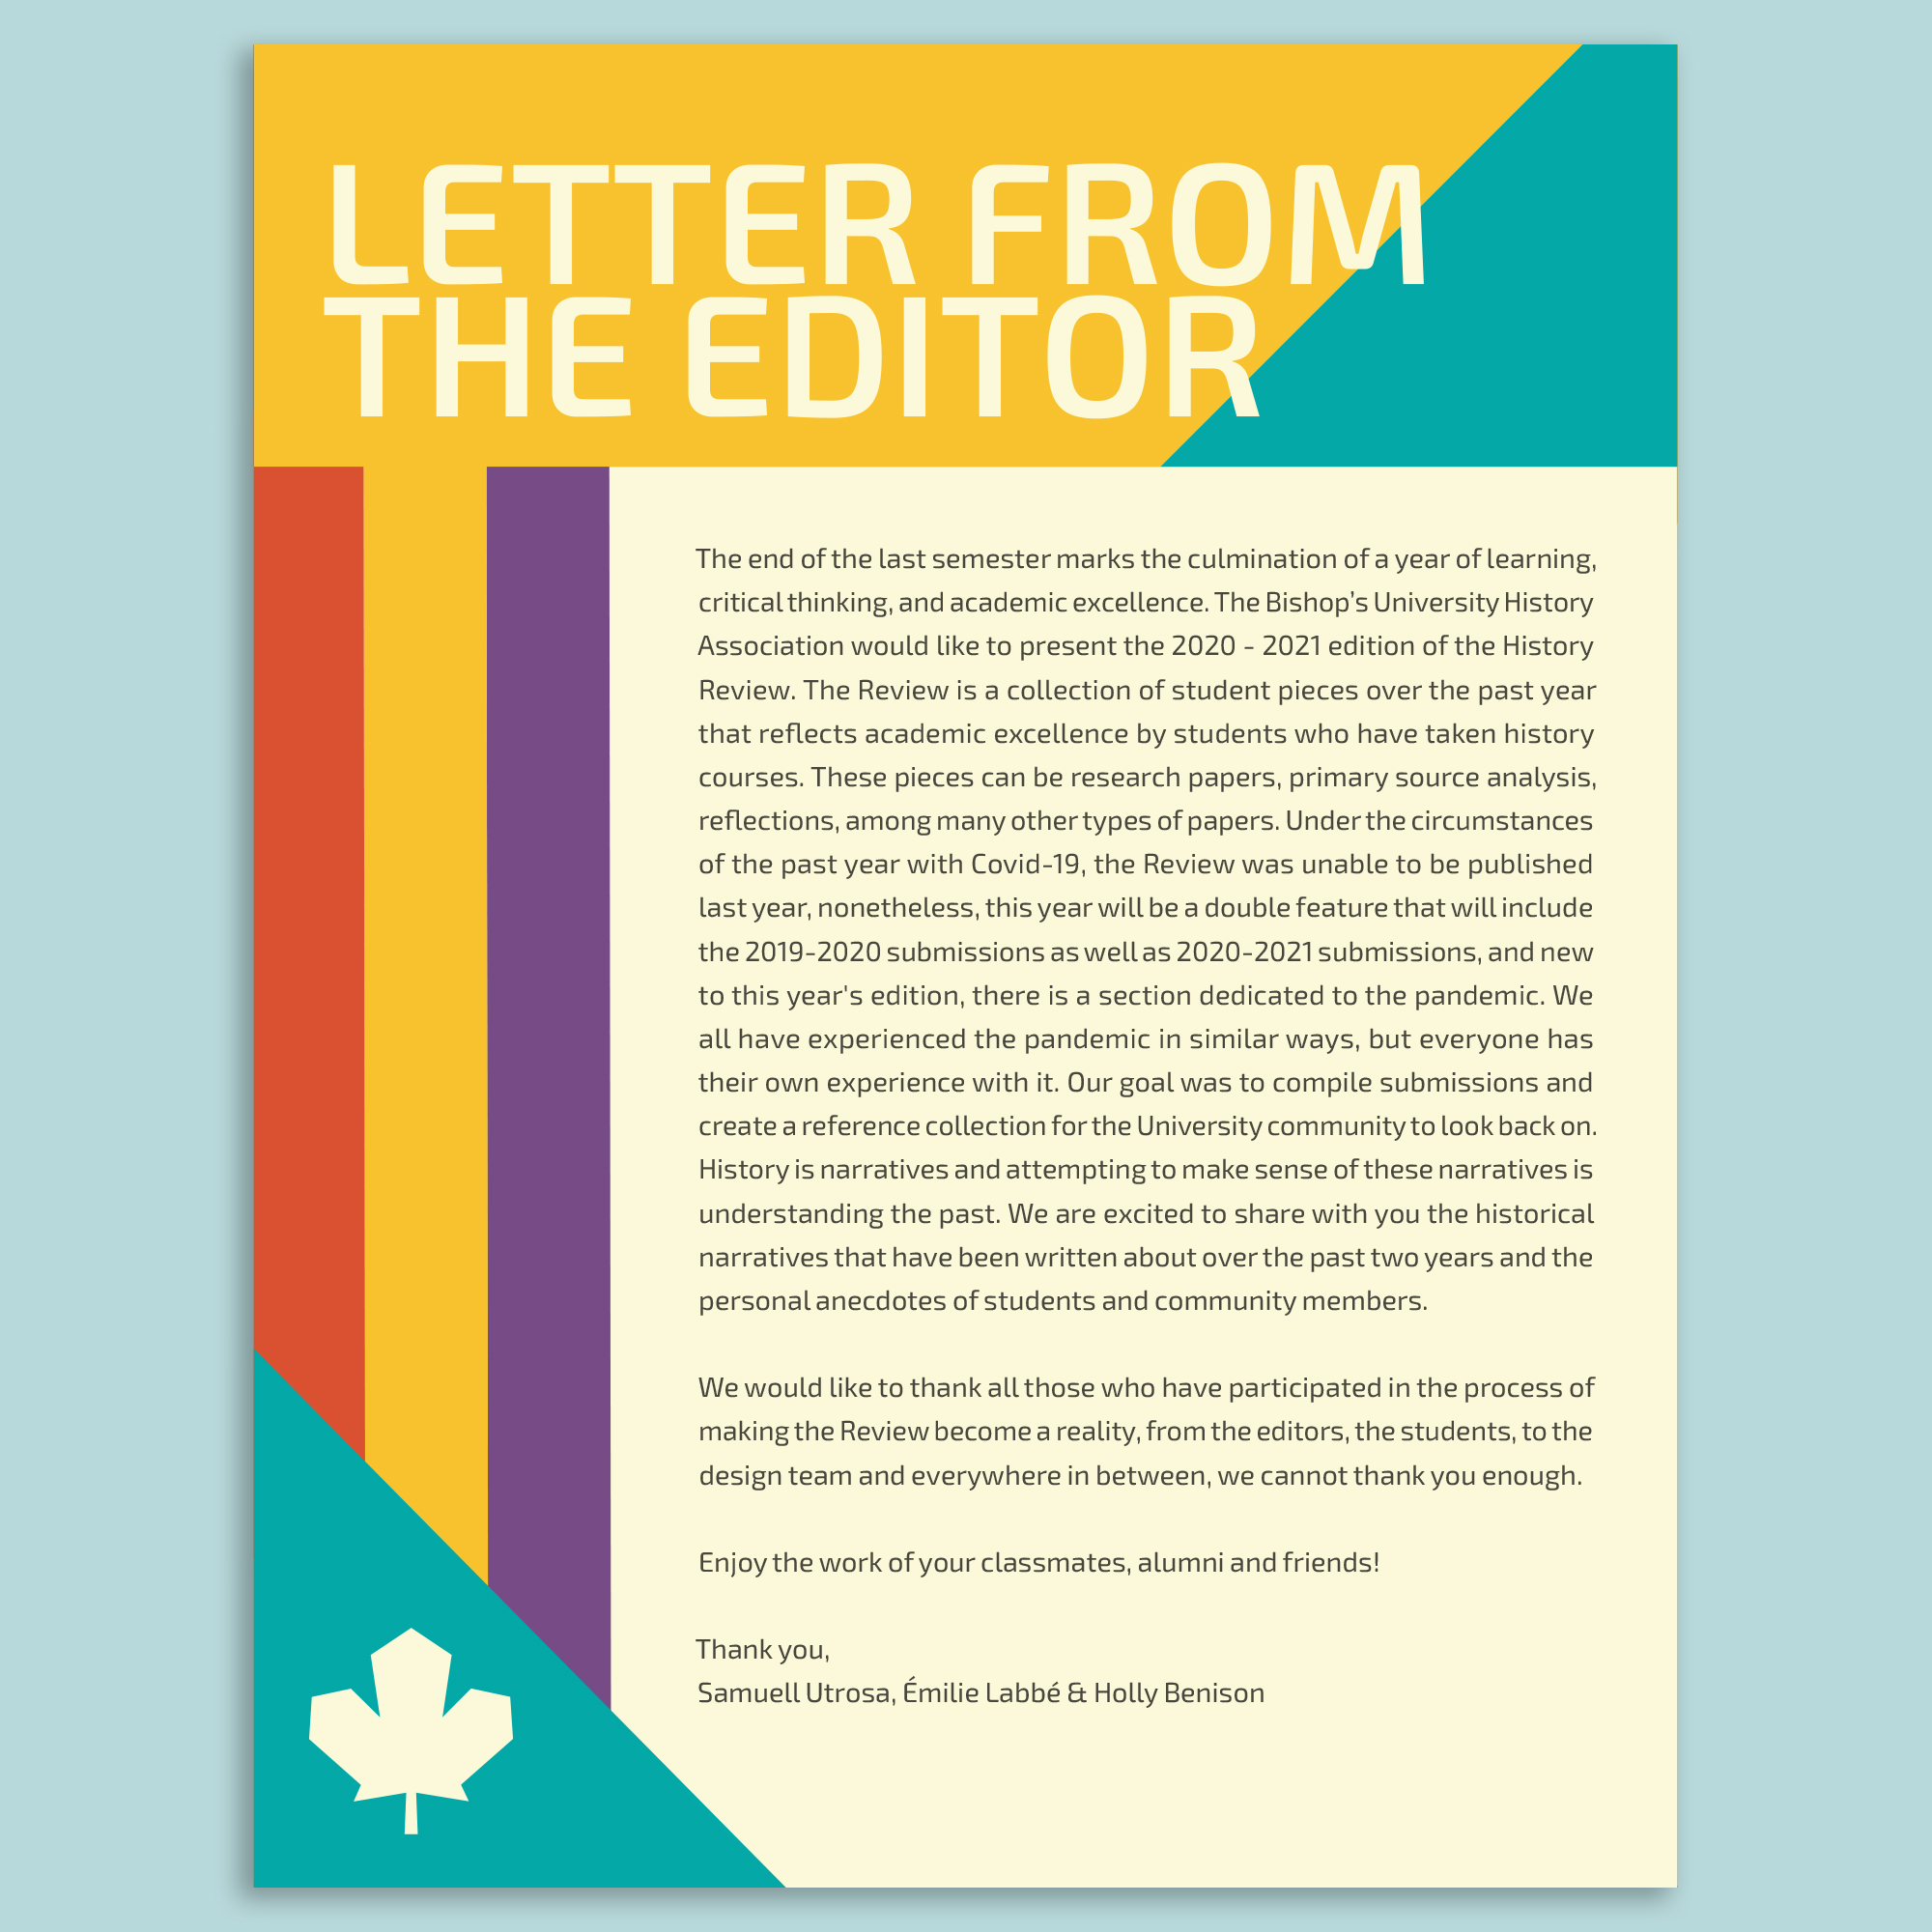 LETTER FROM
THE EDITOR
The end of the last semester marks the culmination of a year of learning,
critical thinking, and academic excellence. The Bishop’s University History
Association would like to present the 2020 - 2021 edition of the History
Review. The Review is a collection of student pieces over the past year
that reflects academic excellence by students who have taken history
courses. These pieces can be research papers, primary source analysis,
reflections, among many other types of papers. Under the circumstances
of the past year with Covid-19, the Review was unable to be published
last year, nonetheless, this year will be a double feature that will include
the 2019-2020 submissions as well as 2020-2021 submissions, and new
to this year's edition, there is a section dedicated to the pandemic. We
all have experienced the pandemic in similar ways, but everyone has
their own experience with it. Our goal was to compile submissions and
create a reference collection for the University community to look back on.
History is narratives and attempting to make sense of these narratives is
understanding the past. We are excited to share with you the historical
narratives that have been written about over the past two years and the
personal anecdotes of students and community members.
We would like to thank all those who have participated in the process of
making the Review become a reality, from the editors, the students, to the
design team and everywhere in between, we cannot thank you enough.
Enjoy the work of your classmates, alumni and friends!
Thank you,
Samuell Utrosa, Émilie Labbé & Holly Benison